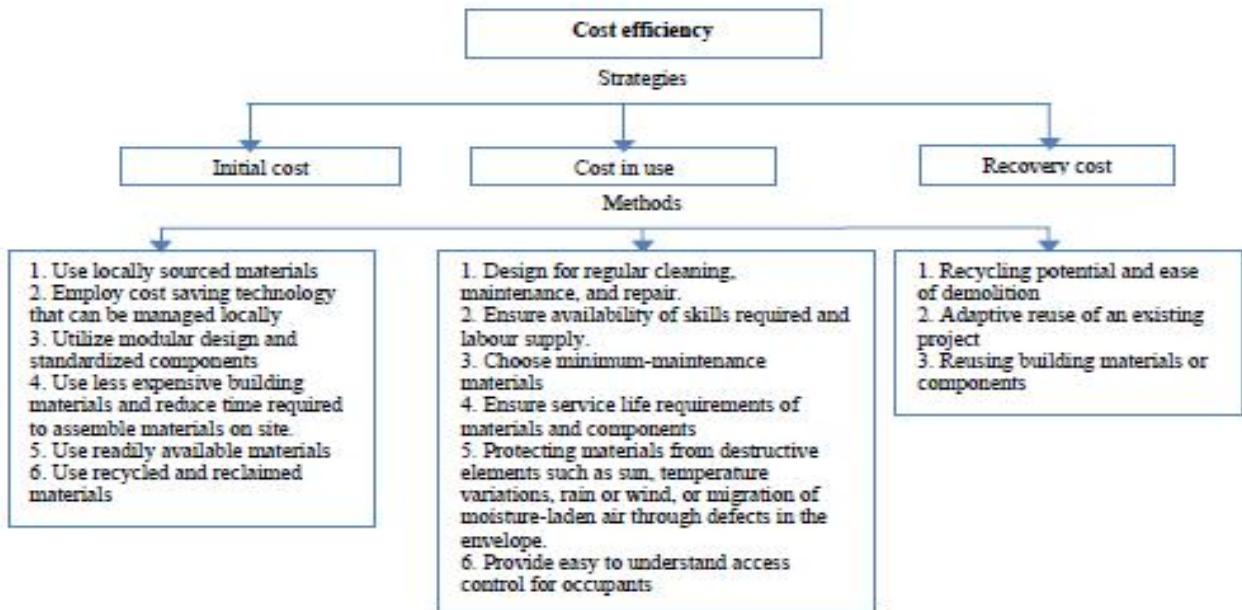 Cost efficiency
Strategies
Initial cost
Cost in use
Recovery cost
Methods
1. Use locally sourced materials
2. Employ cost saving technology
that can be managed locally
3. Utilize modular design and
standardized components
4. Use less expensive building
materials and reduce time required
to assemble materials on site.
5. Use readily available materials
6. Use recycled and reclaimed
materials
1. Design for regular cleaning,
maintenance, and repair.
2. Ensure availability of skills required and
labour supply.
3. Choose minimum-maintenance
materials
4. Ensure service life requirements of
materials and components
5. Protecting materials from destructive
elements such as sun, temperature
variations, rain or wind, or migration of
moisture-laden air through defects in the
envelope.
6. Provide easy to understand access
control for occupants
1. Recycling potential and ease
of demolition
2. Adaptive reuse of an existing
project
3. Reusing building materials or
components